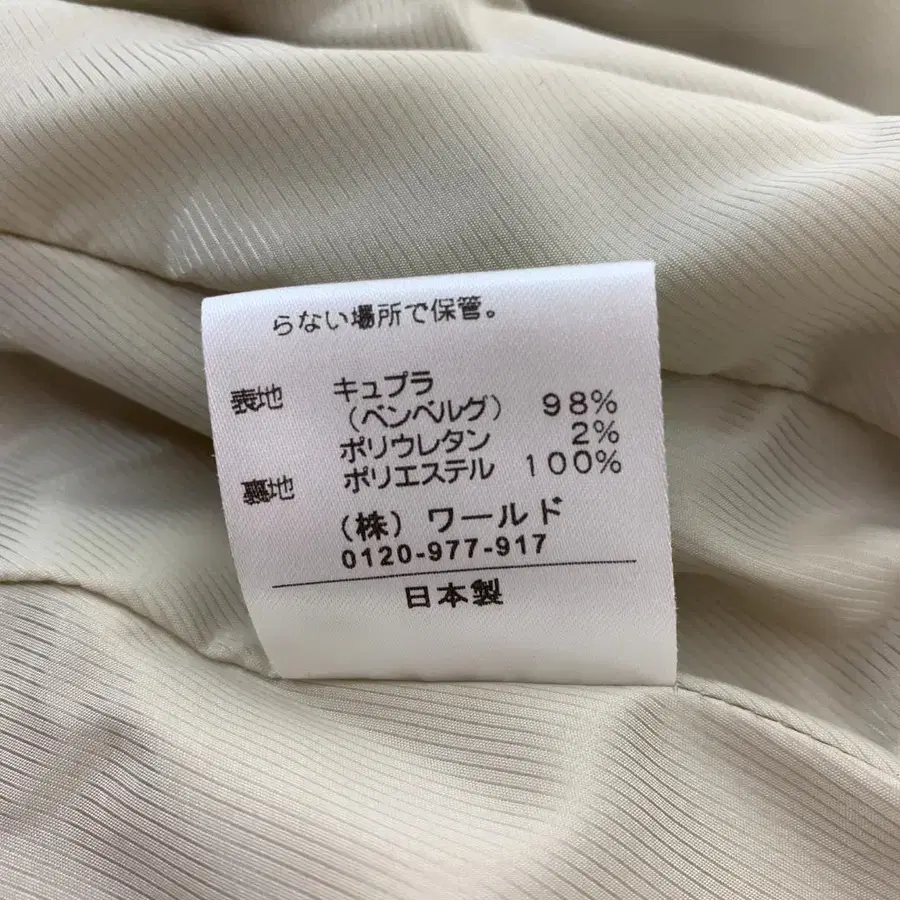 らない場所で保管。
表地 キュプラ
(ベンベルグ) 98%
ポリウレタン 2%
裏地 ポリエステル 100%
(株) ワールド
0120-977-917
日本製